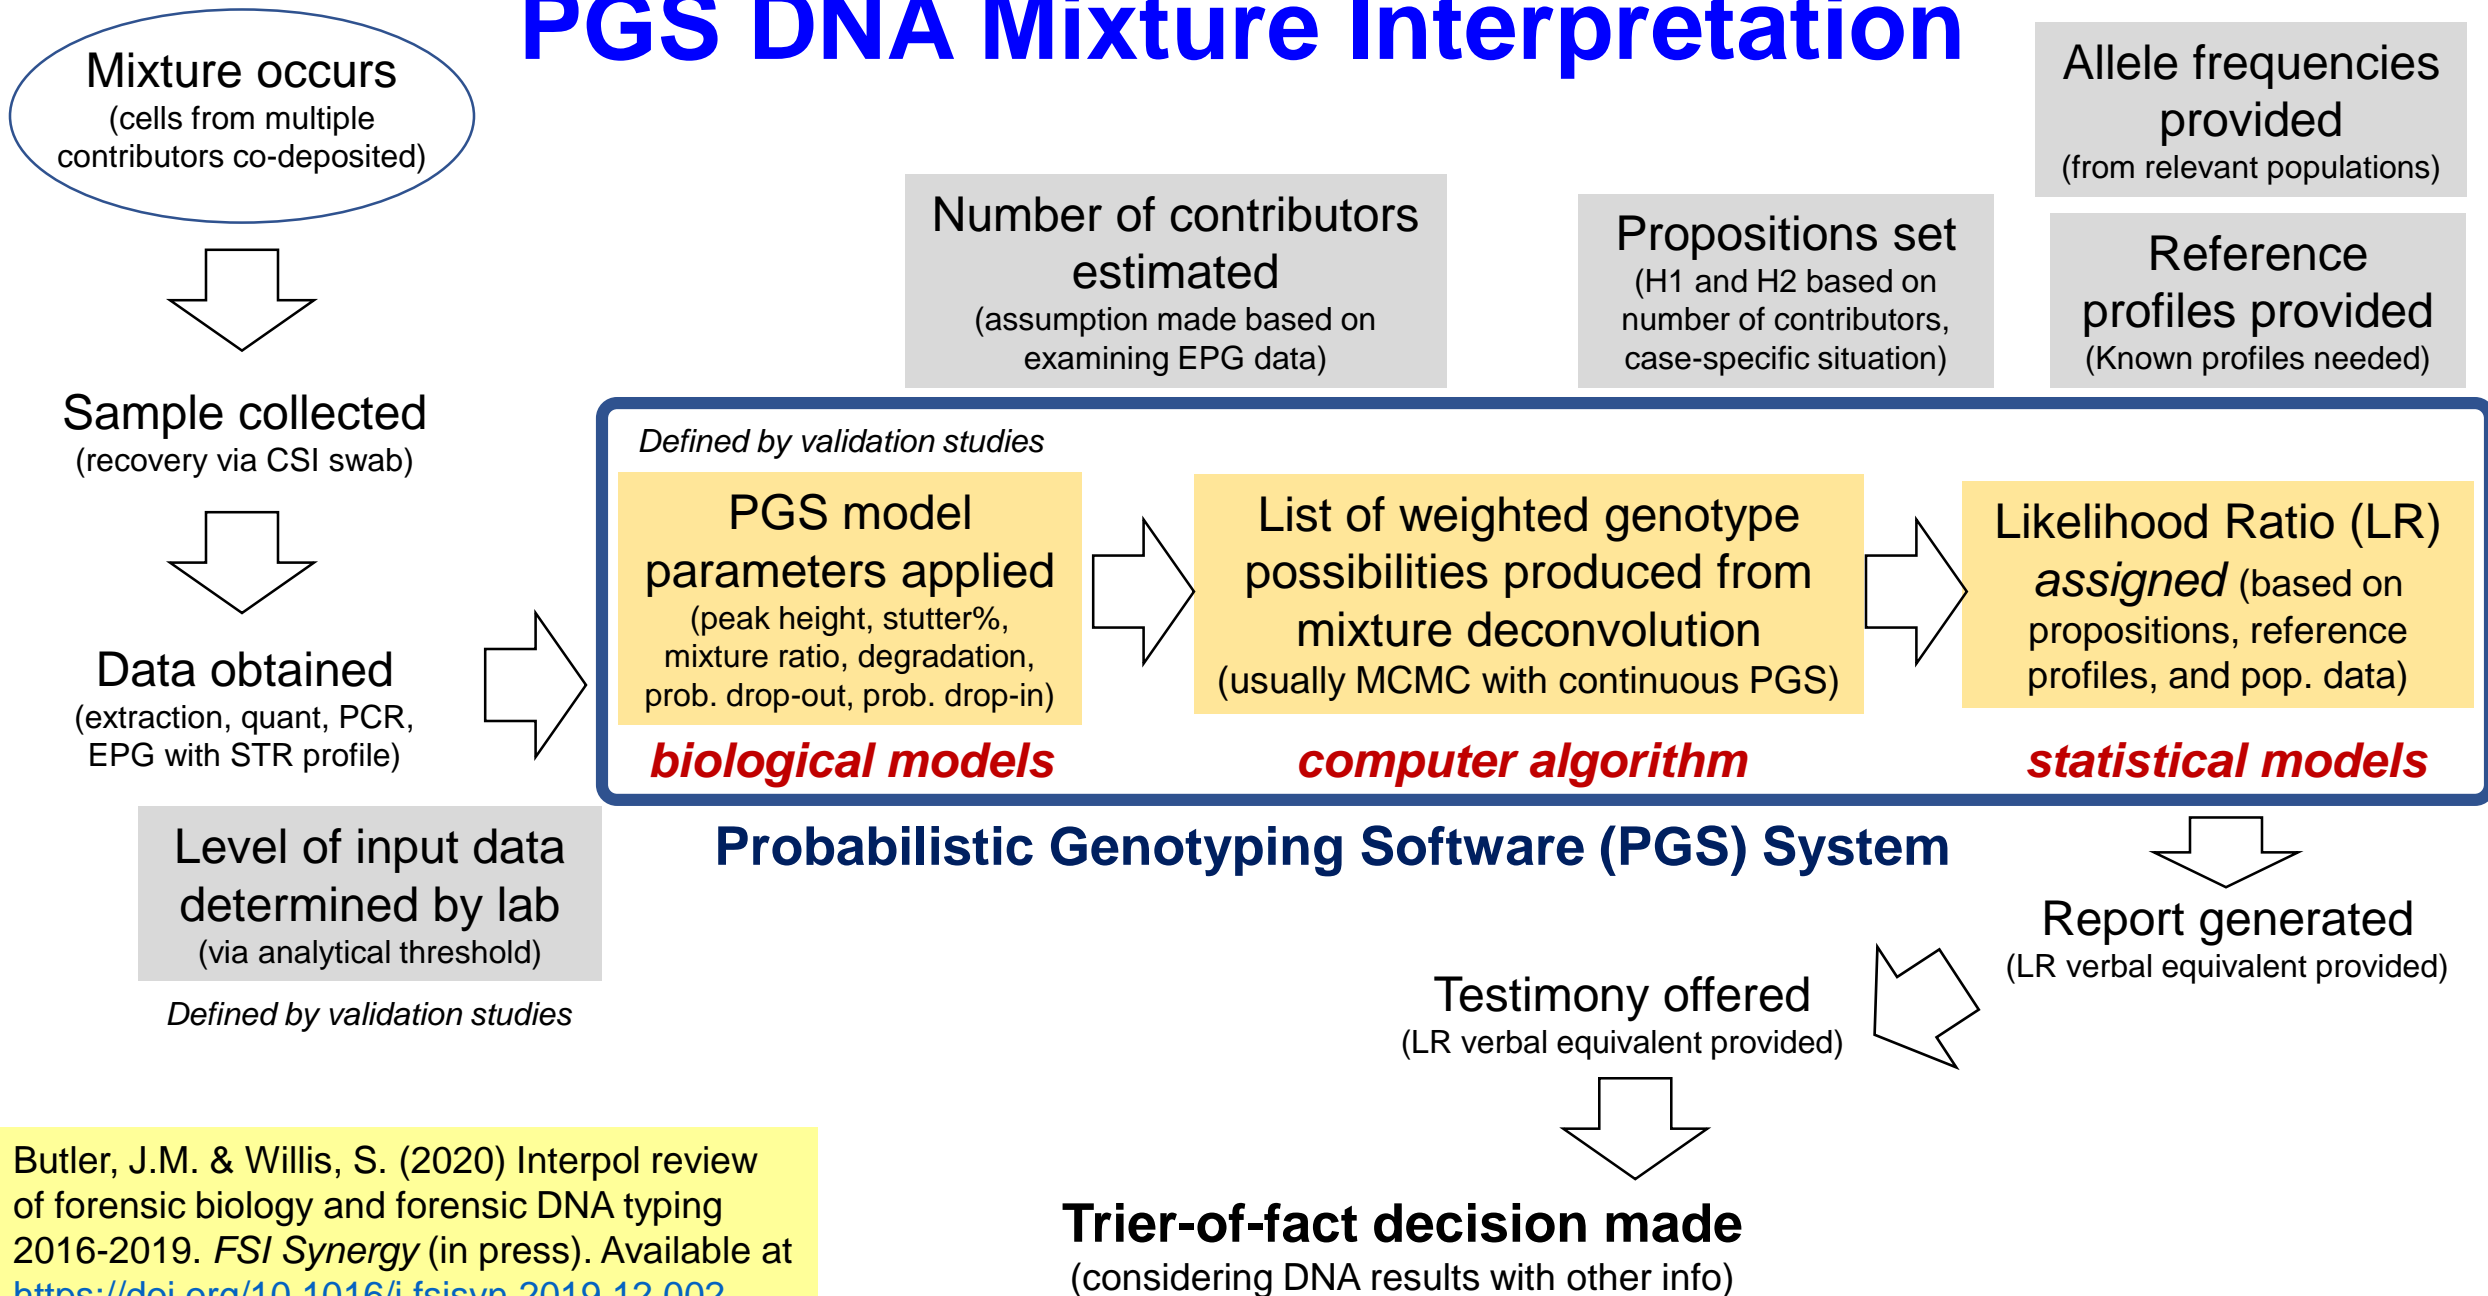 PGS DNA Mixture Interpretation
Mixture occurs
(cells from multiple
contributors co-deposited)
Allele frequencies
provided
(from relevant populations)
Number of contributors
estimated
(assumption made based on
examining EPG data)
Propositions set
(H1 and H2 based on
number of contributors,
case-specific situation)
Reference
profiles provided
(Known profiles needed)
Sample collected
(recovery via CSI swab)
Data obtained
(extraction, quant, PCR,
EPG with STR profile)
Level of input data
determined by lab
(via analytical threshold)
Defined by validation studies
Defined by validation studies
PGS model
parameters applied
(peak height, stutter%,
mixture ratio, degradation,
prob. drop-out, prob. drop-in)
biological models
List of weighted genotype
possibilities produced from
mixture deconvolution
(usually MCMC with continuous PGS)
computer algorithm
Likelihood Ratio (LR)
assigned (based on
propositions, reference
profiles, and pop. data)
statistical models
Probabilistic Genotyping Software (PGS) System
Report generated
(LR verbal equivalent provided)
Testimony offered
(LR verbal equivalent provided)
Trier-of-fact decision made
(considering DNA results with other info)
Butler, J.M. & Willis, S. (2020) Interpol review
of forensic biology and forensic DNA typing
2016-2019. FSI Synergy (in press). Available at
https://doi.org/10.1016/j.fsisyn.2019.12.002